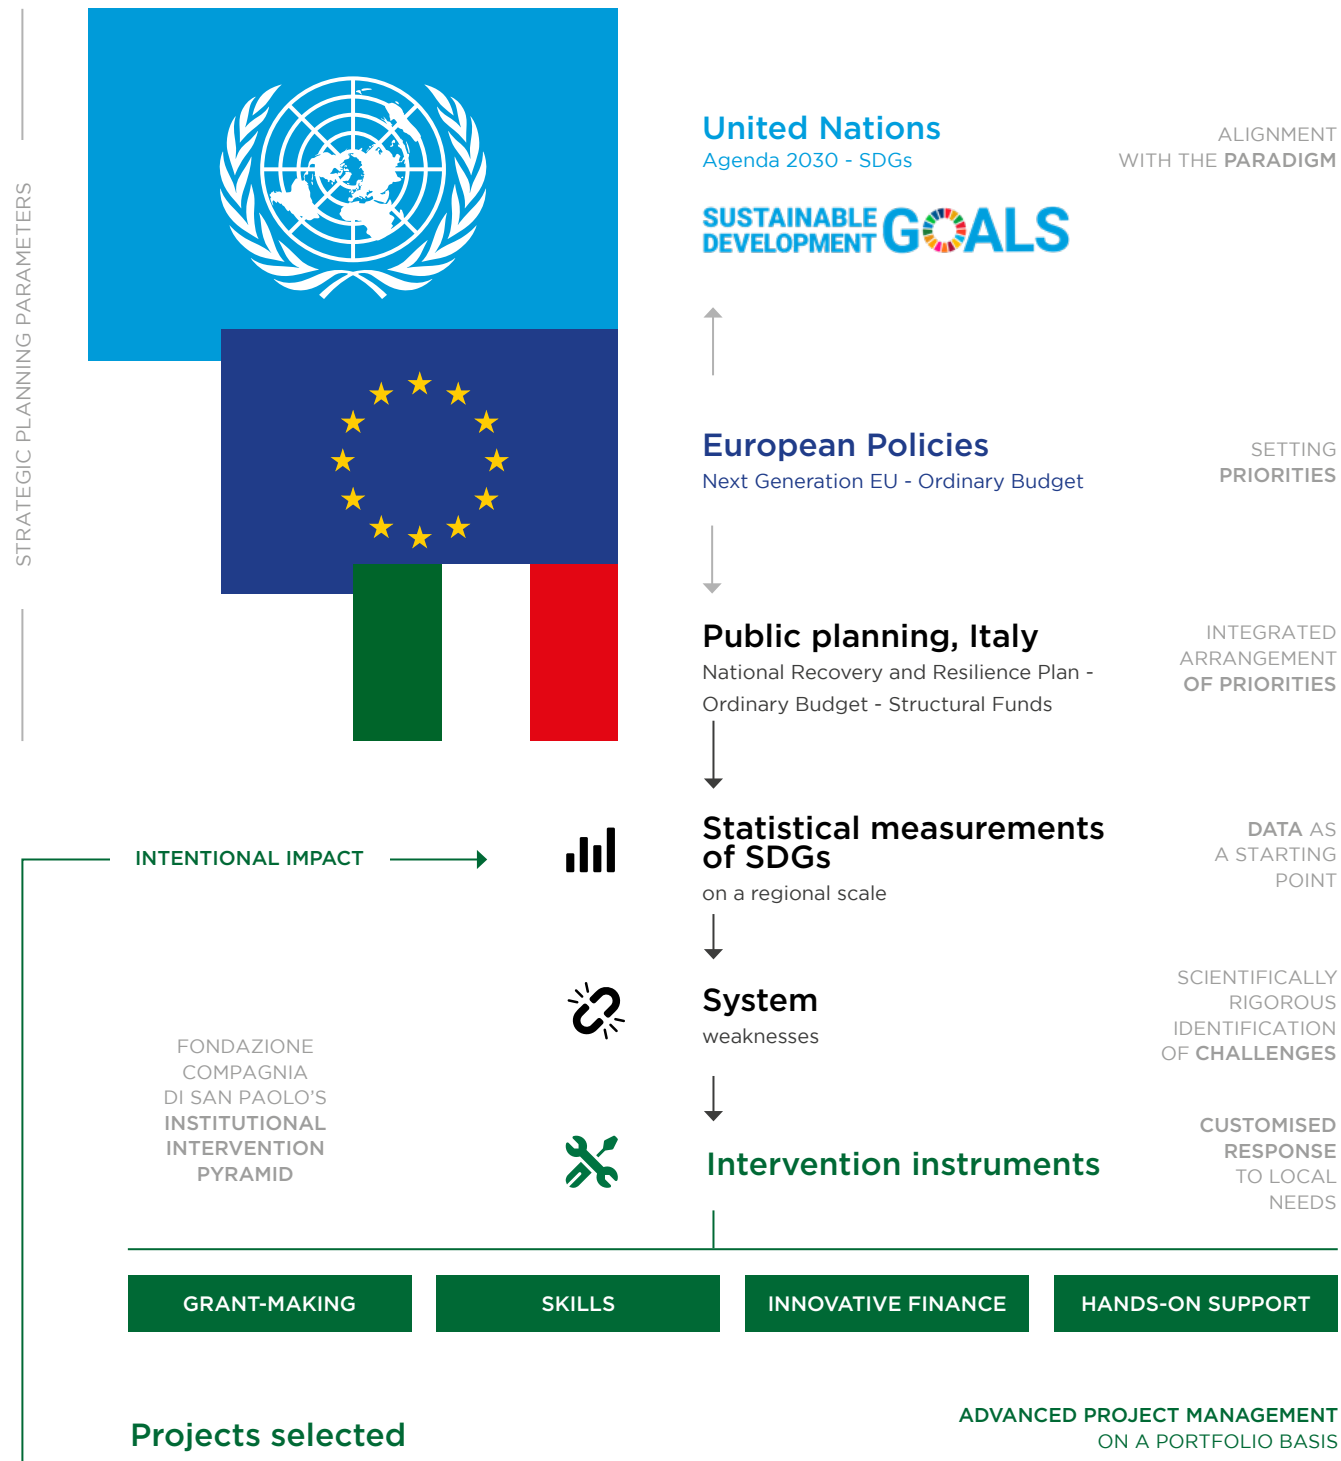 STRATEGIC PLANNING PARAMETERS
United Nations
Agenda 2030 - SDGs
ALIGNMENT
WITH THE PARADIGM
SUSTAINABLE
DEVELOPMENT
GOALS
European Policies
Next Generation EU - Ordinary Budget
SETTING
PRIORITIES
Public planning, Italy
National Recovery and Resilience Plan -
Ordinary Budget - Structural Funds
INTEGRATED
ARRANGEMENT
OF PRIORITIES
INTENTIONAL IMPACT
Statistical measurements
of SDGs
on a regional scale
DATA AS
A STARTING
POINT
System
weaknesses
SCIENTIFICALLY
RIGOROUS
IDENTIFICATION
OF CHALLENGES
FONDAZIONE
COMPAGNIA
DI SAN PAOLO’S
INSTITUTIONAL
INTERVENTION
PYRAMID
Intervention instruments
CUSTOMISED
RESPONSE
TO LOCAL
NEEDS
GRANT-MAKING
SKILLS
INNOVATIVE FINANCE
HANDS-ON SUPPORT
Projects selected
ADVANCED PROJECT MANAGEMENT
ON A PORTFOLIO BASIS